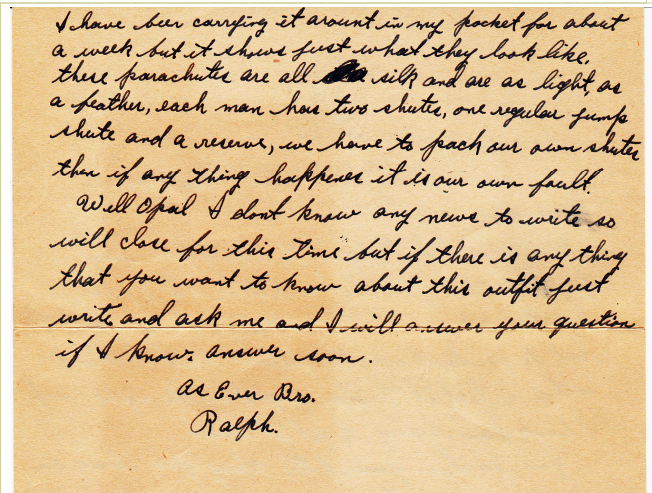 I have been carrying it arount in my pocket for about
a week but it shows just what they look like.
these parachutes are all silk and are as light as
a feather, each man has two shutes, one regular jump
shute and a reserve, we have to pack our own shutes
then if any thing happenes it is our own fault.
Well Opal I dont know any news to write so
will close for this time but if there is any thing
that you want to know about this outfit just
write and ask me and I will answer your question
if I know. answer soon.
As Ever Bro.
Ralph.